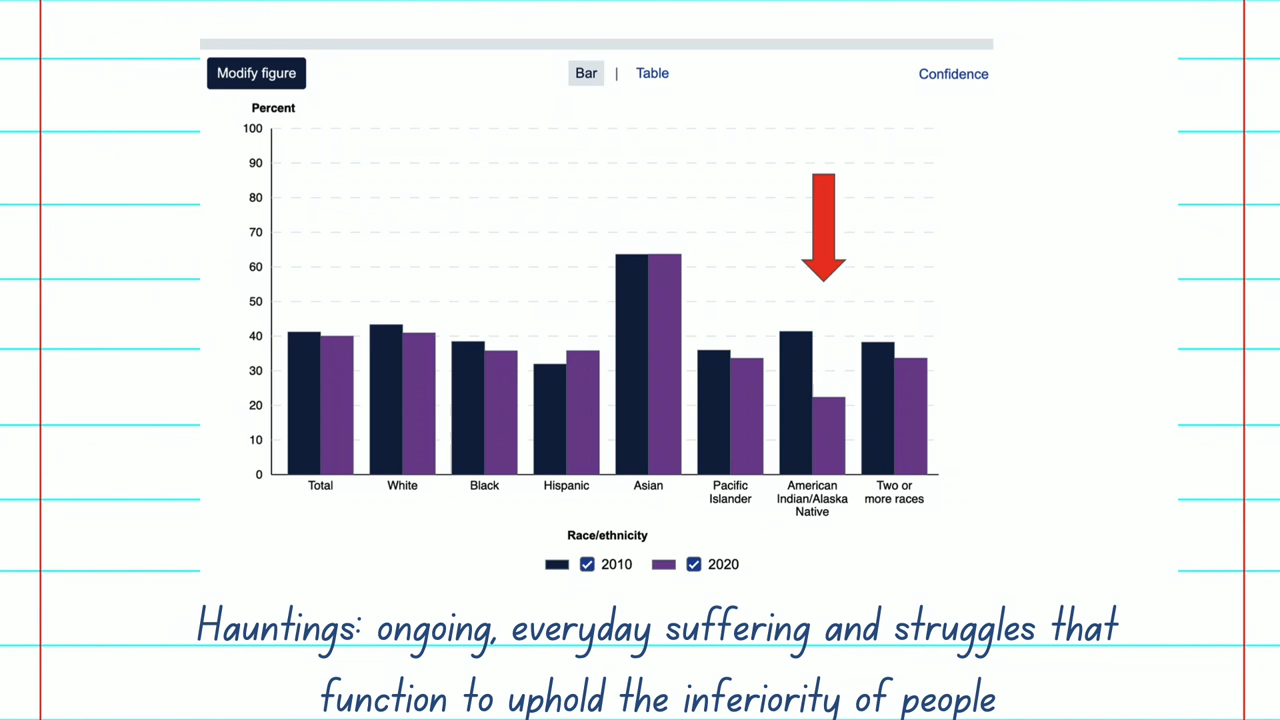 Modify figure
Bar | Table
Confidence
Percent
100
90
80
70
60
50
40
30
20
10
0
Total
White
Black
Hispanic
Asian
Pacific
Islander
American
Indian/Alaska
Native
Two or
more races
Race/ethnicity
2010
2020
Hauntings: ongoing, everyday suffering and struggles that
function to uphold the inferiority of people